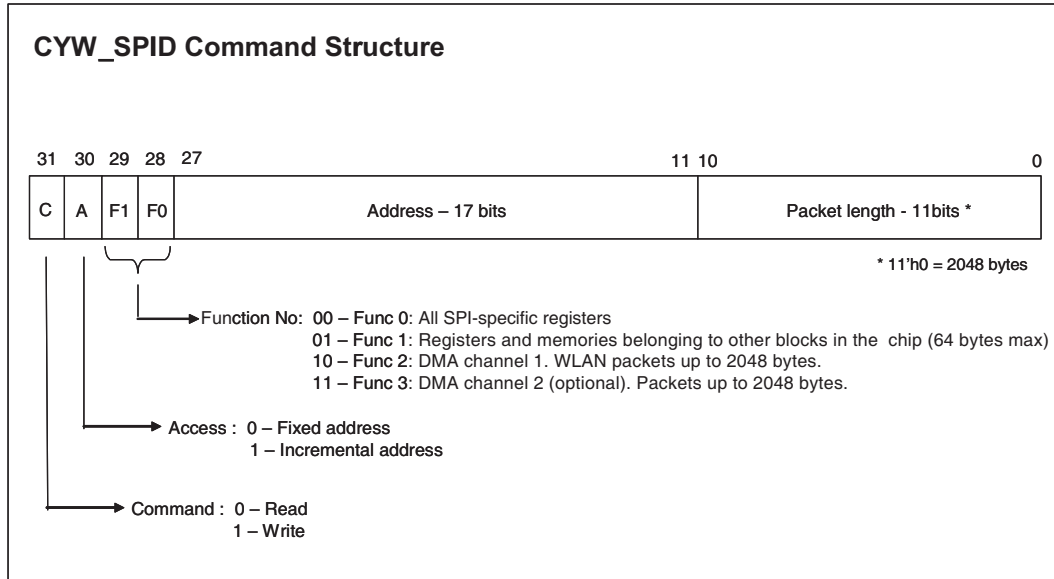 CYW_SPID Command Structure
31 30 29 28 27 11 10 0
C A F1 F0 Address – 17 bits Packet length - 11bits *
* 11'h0 = 2048 bytes
Function No: 00 – Func 0: All SPI-specific registers
01 – Func 1: Registers and memories belonging to other blocks in the chip (64 bytes max)
10 – Func 2: DMA channel 1. WLAN packets up to 2048 bytes.
11 – Func 3: DMA channel 2 (optional). Packets up to 2048 bytes.
Access : 0 – Fixed address
1 – Incremental address
Command : 0 – Read
1 – Write